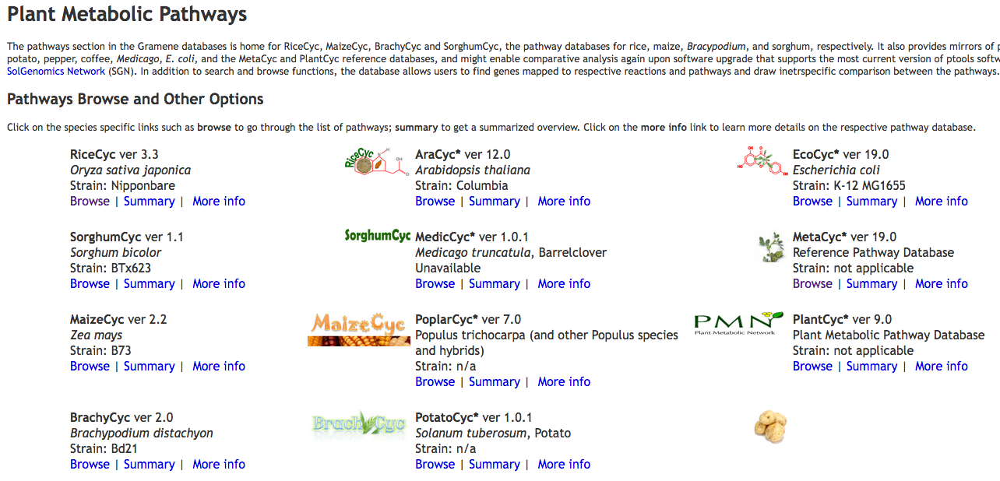 Plant Metabolic Pathways
The pathways section in the Gramene databases is home for RiceCyc, MaizeCyc, BrachyCyc and SorghumCyc, the pathway databases for rice, maize, Bracypodium, and sorghum, respectively. It also provides mirrors of
potato, pepper, coffee, Medicago, E. coli, and the MetaCyc and PlantCyc reference databases, and might enable comparative analysis again upon software upgrade that supports the most current version of ptools softw
SolGenomics Network (SGN). In addition to search and browse functions, the database allows users to find genes mapped to respective reactions and pathways and draw inetrspecific comparison between the pathways.
Pathways Browse and Other Options
Click on the species specific links such as browse to go through the list of pathways; summary to get a summarized overview. Click on the more info link to learn more details on the respective pathway database.
RiceCyc ver 3.3
Oryza sativa japonica
Strain: Nipponbare
Browse | Summary | More info
RiceCyc
AraCyc* ver 12.0
Arabidopsis thaliana
Strain: Columbia
Browse | Summary | More info
EcoCyc* ver 19.0
Escherichia coli
Strain: K-12 MG1655
Browse | Summary | More info
SorghumCyc ver 1.1
Sorghum bicolor
Strain: BTx623
Browse | Summary | More info
SorghumCyc
MedicCyc* ver 1.0.1
Medicago truncatula, Barrelclover
Unavailable
Browse | Summary | More info
MetaCyc* ver 19.0
Reference Pathway Database
Strain: not applicable
Browse | Summary | More info
MaizeCyc ver 2.2
Zea mays
Strain: B73
Browse | Summary | More info
MaizeCyc
PoplarCyc* ver 7.0
Populus trichocarpa (and other Populus species
and hybrids)
Strain: n/a
Browse | Summary | More info
PMN
Plant Metabolic Network
PlantCyc* ver 9.0
Plant Metabolic Pathway Database
Strain: not applicable
Browse | Summary | More info
BrachyCyc ver 2.0
Brachypodium distachyon
Strain: Bd21
Browse | Summary | More info
BrachyCyc
PotatoCyc* ver 1.0.1
Solanum tuberosum, Potato
Strain: n/a
Browse | Summary | More info